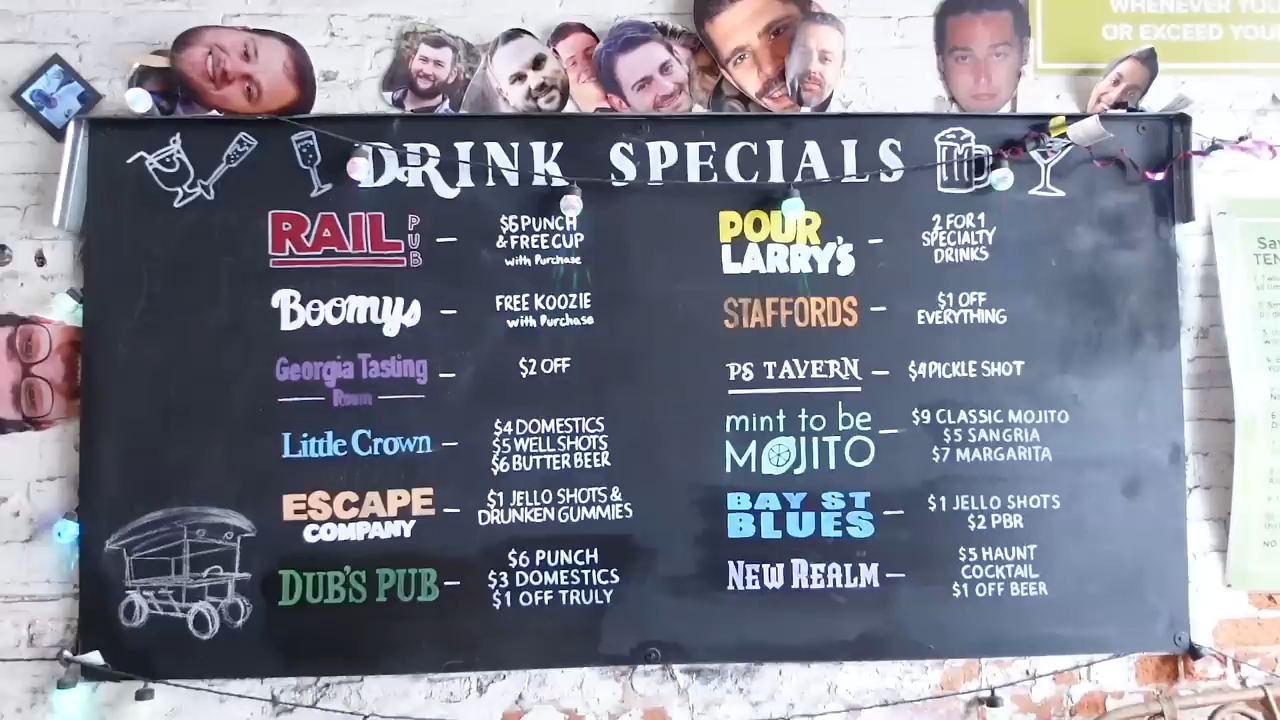 WHENEVER YOU
OR EXCEED YOUR
DRINK SPECIALS
RAIL PUB — $6 PUNCH
& FREE CUP
with Purchase
Boomys — FREE KOOZIE
with Purchase
Georgia Tasting Room — $2 OFF
Little Crown — $4 DOMESTICS
$5 WELL SHOTS
$6 BUTTER BEER
ESCAPE COMPANY — $1 JELLO SHOTS &
DRUNKEN GUMMIES
DUB'S PUB — $6 PUNCH
$3 DOMESTICS
$1 OFF TRULY
POUR LARRY'S — 2 FOR 1
SPECIALTY
DRINKS
STAFFORDS — $1 OFF
EVERYTHING
PS TAVERN — $4 PICKLE SHOT
mint to be MOJITO — $9 CLASSIC MOJITO
$5 SANGRIA
$7 MARGARITA
BAY ST BLUES — $1 JELLO SHOTS
$2 PBR
NEW REALM — $5 HAUNT
COCKTAIL
$1 OFF BEER